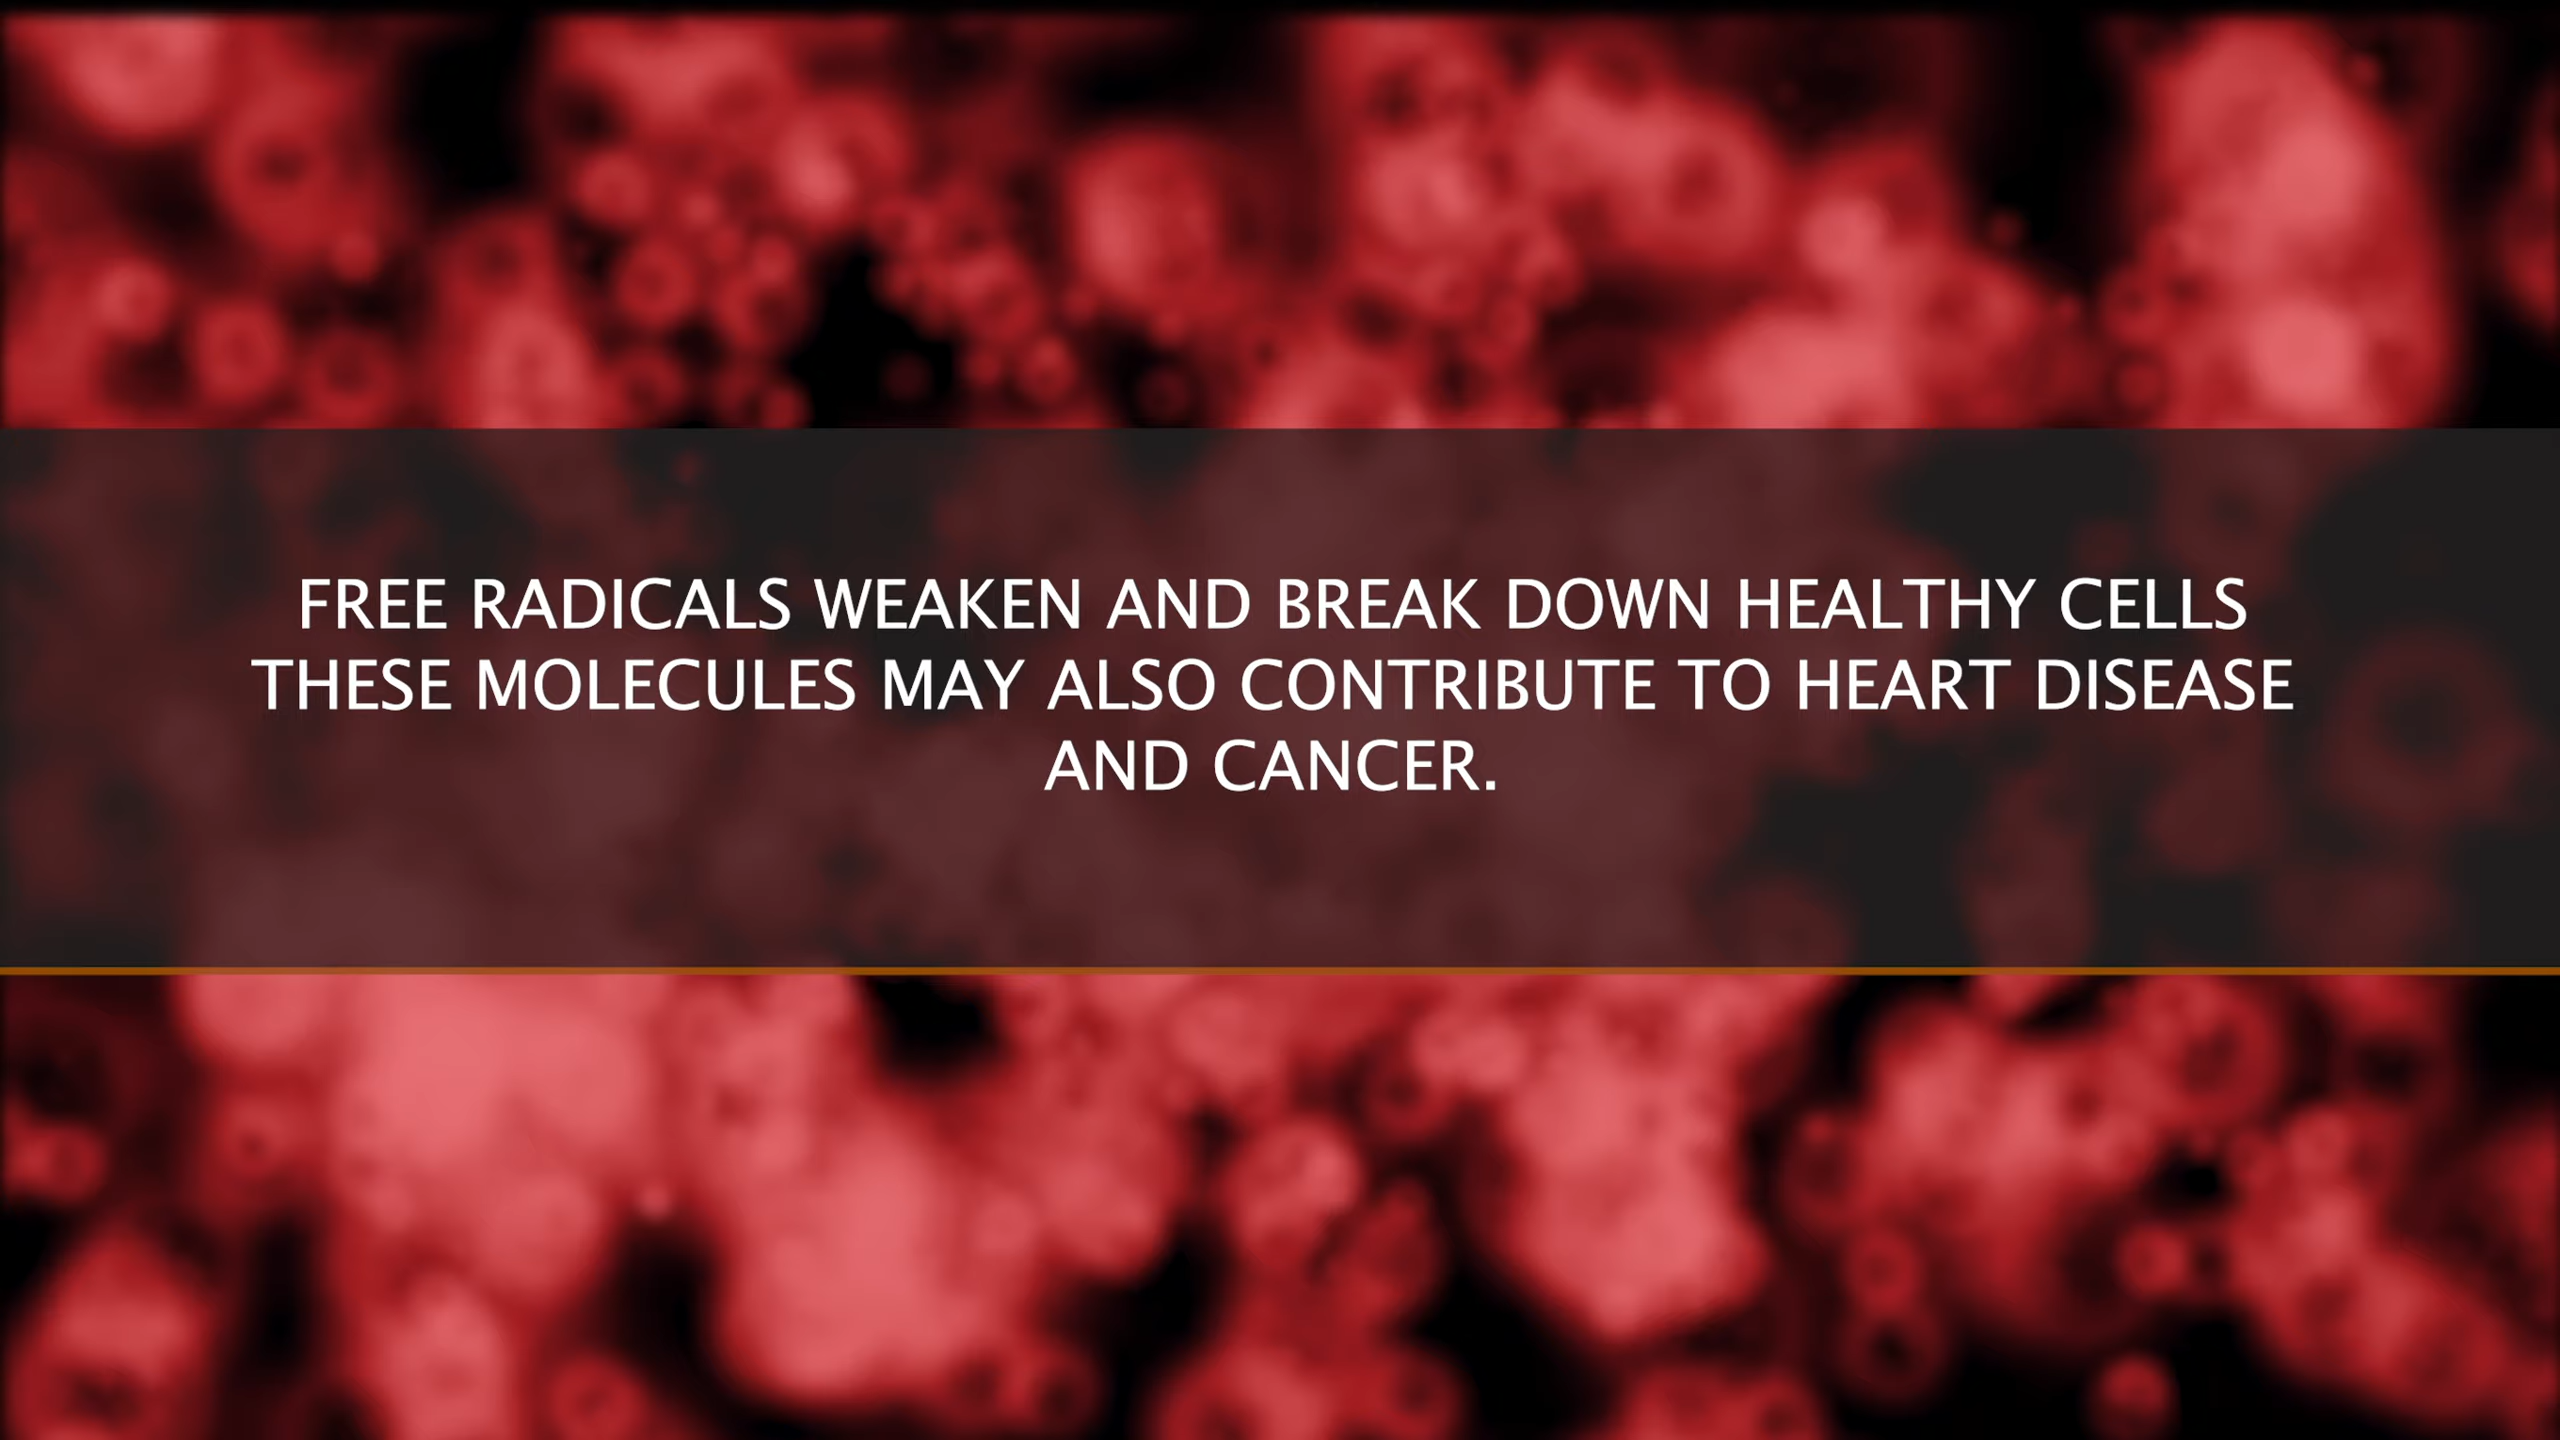 FREE RADICALS WEAKEN AND BREAK DOWN HEALTHY CELLS
THESE MOLECULES MAY ALSO CONTRIBUTE TO HEART DISEASE
AND CANCER.